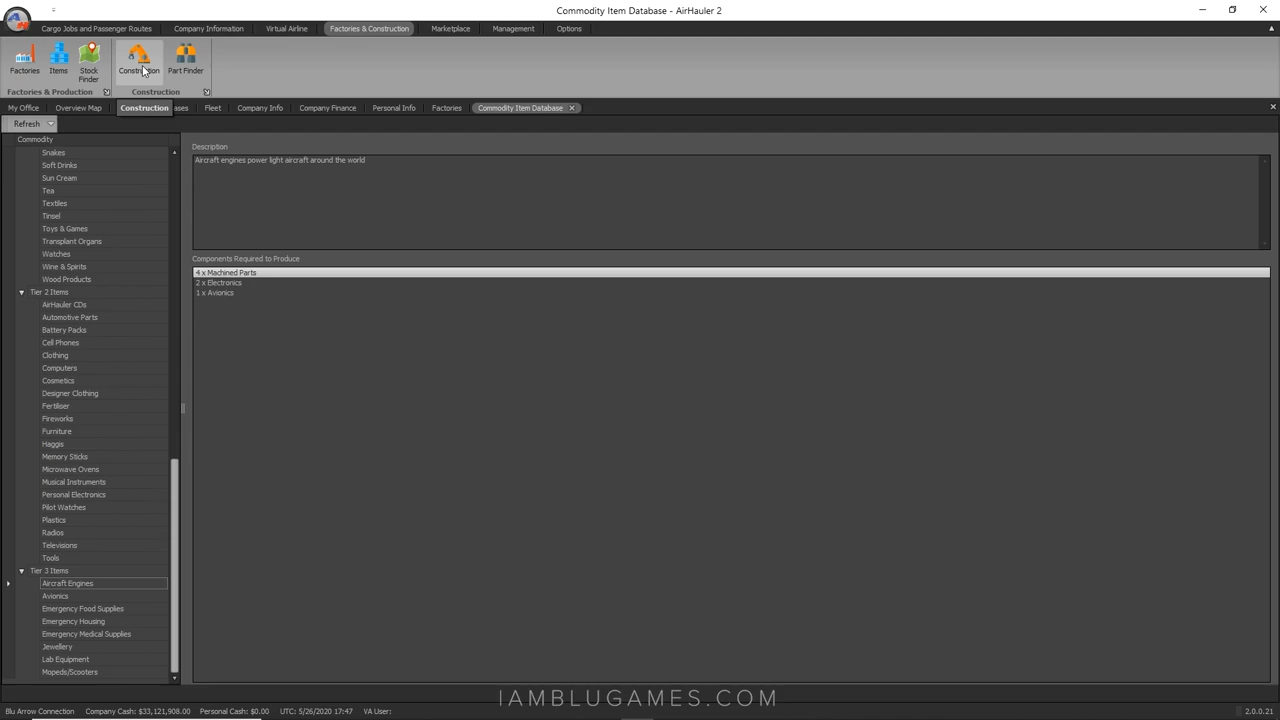 Commodity Item Database - AirHauler 2
Cargo Jobs and Passenger Routes Company Information Virtual Airline Factories & Construction Marketplace Management Options
Factories Items Stock Finder Construction Part Finder
Factories & Production Construction
My Office Overview Map Construction ases Fleet Company Info Company Finance Personal Info Factories Commodity Item Database
Refresh
Commodity
Snakes
Soft Drinks
Sun Cream
Tea
Textiles
Tinsel
Toys & Games
Transplant Organs
Watches
Wine & Spirits
Wood Products
Tier 2 Items
AirHauler CDs
Automotive Parts
Battery Packs
Cell Phones
Clothing
Computers
Cosmetics
Designer Clothing
Fertiliser
Fireworks
Furniture
Haggis
Memory Sticks
Microwave Ovens
Musical Instruments
Personal Electronics
Pilot Watches
Plastics
Radios
Televisions
Tools
Tier 3 Items
Aircraft Engines
Avionics
Emergency Food Supplies
Emergency Housing
Emergency Medical Supplies
Jewellery
Lab Equipment
Mopeds/Scooters
Description
Aircraft engines power light aircraft around the world
Components Required to Produce
4 x Machined Parts
2 x Electronics
1 x Avionics
IAMBLUGAMES.COM
Blu Arrow Connection Company Cash: $33,121,908.00 Personal Cash: $0.00 UTC: 5/26/2020 17:47 VA User: 2.0.0.21